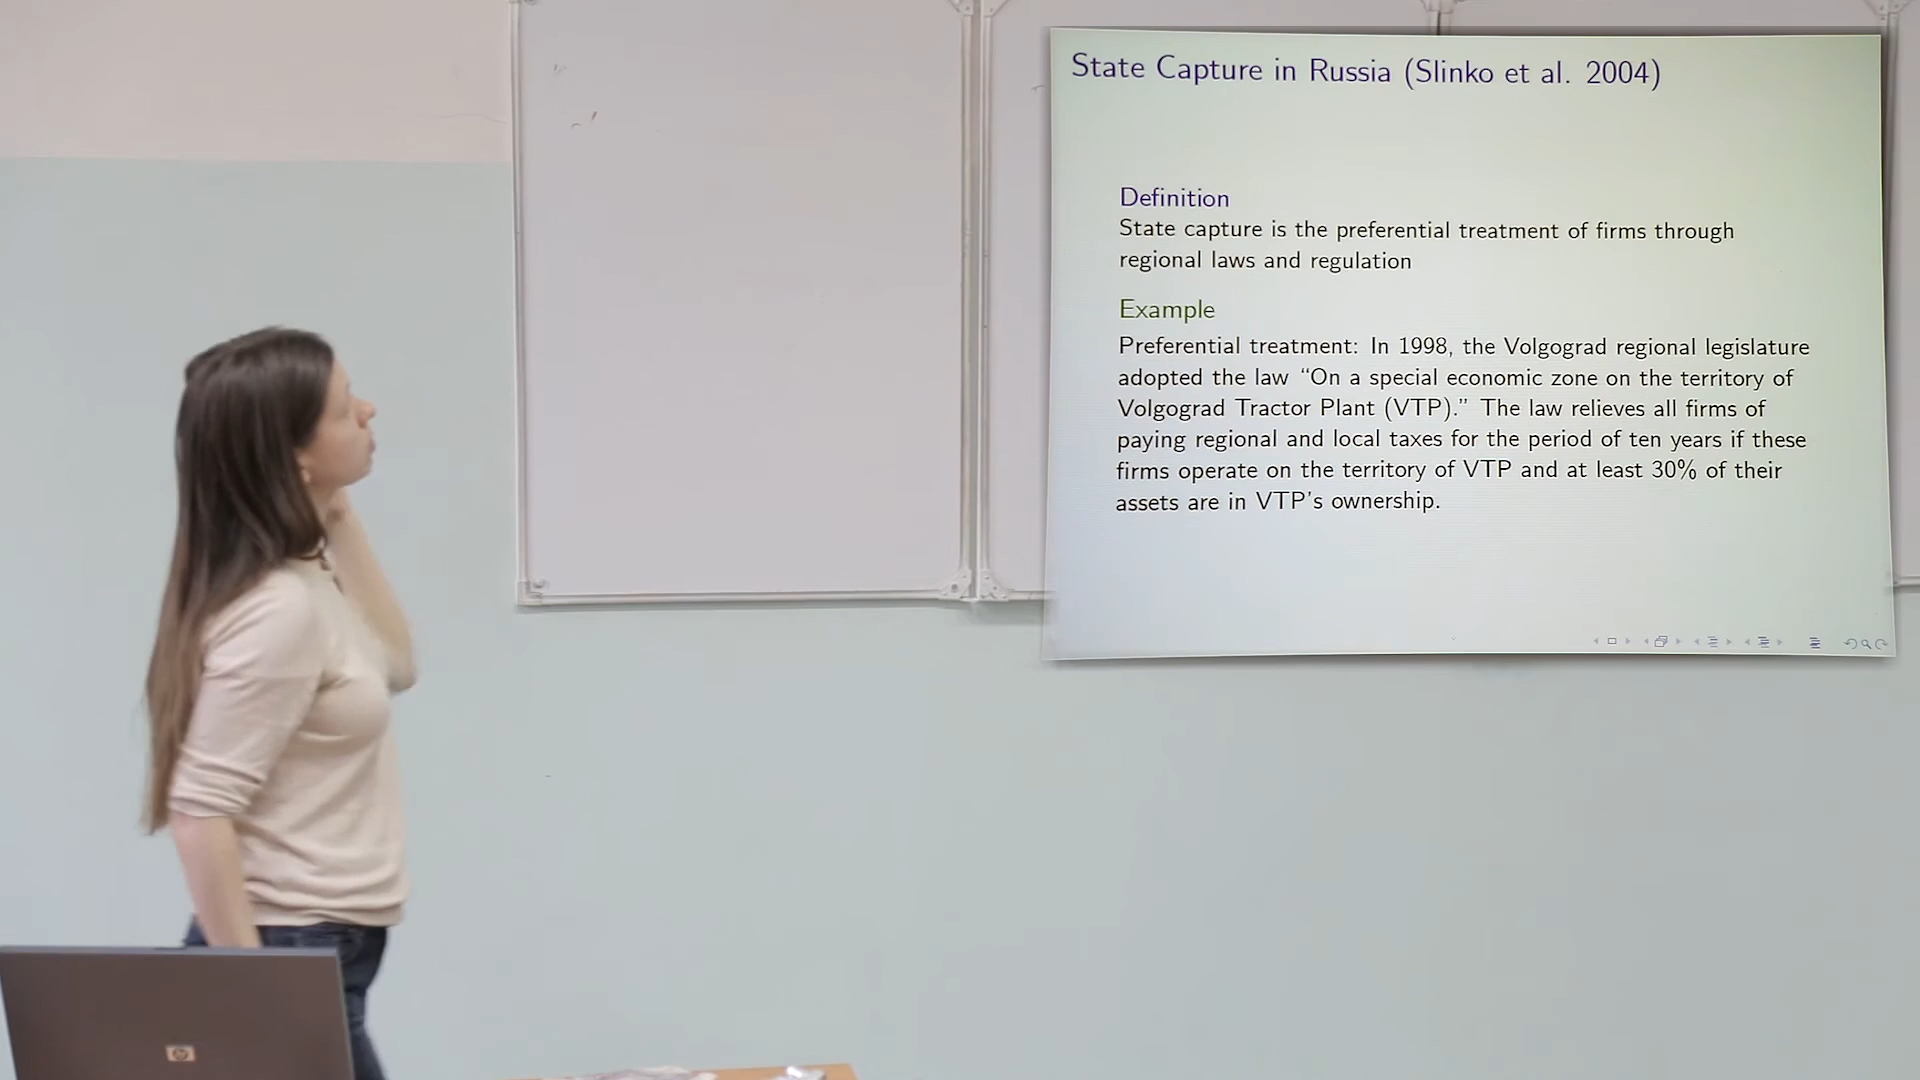 State Capture in Russia (Slinko et al. 2004)
Definition
State capture is the preferential treatment of firms through
regional laws and regulation
Example
Preferential treatment: In 1998, the Volgograd regional legislature
adopted the law “On a special economic zone on the territory of
Volgograd Tractor Plant (VTP).” The law relieves all firms of
paying regional and local taxes for the period of ten years if these
firms operate on the territory of VTP and at least 30% of their
assets are in VTP's ownership.
hp